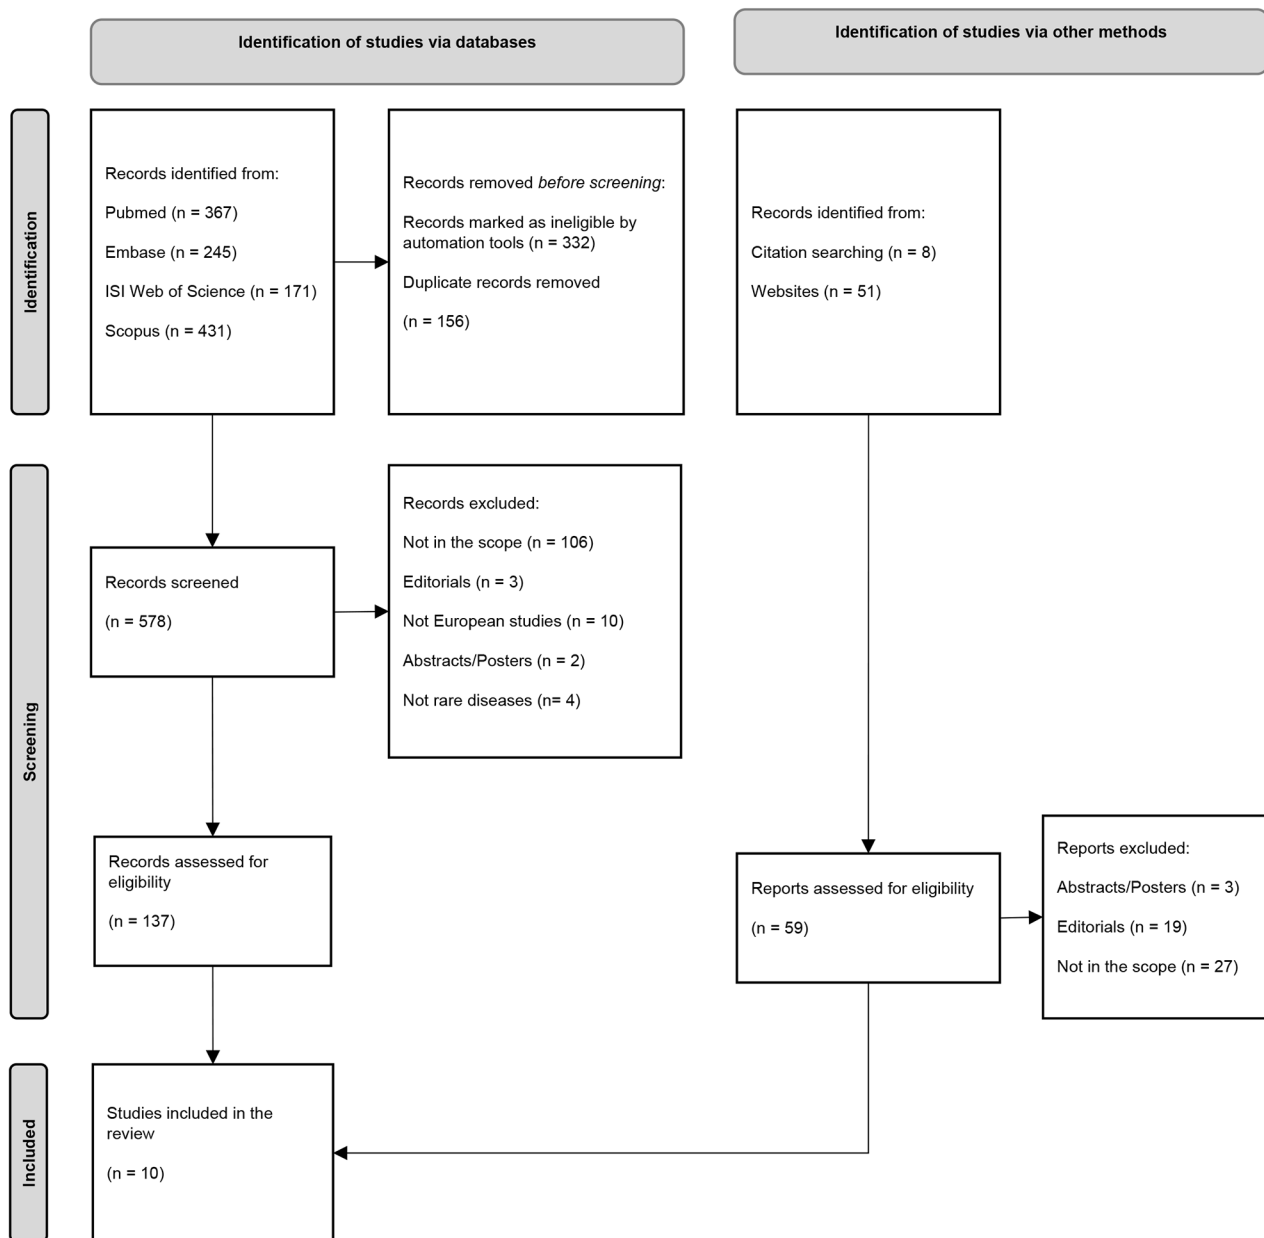 Identification of studies via databases
Identification of studies via other methods
Identification
Records identified from:
Pubmed (n = 367)
Embase (n = 245)
ISI Web of Science (n = 171)
Scopus (n = 431)
Records removed before screening:
Records marked as ineligible by
automation tools (n = 332)
Duplicate records removed
(n = 156)
Records identified from:
Citation searching (n = 8)
Websites (n = 51)
Screening
Records screened
(n = 578)
Records excluded:
Not in the scope (n = 106)
Editorials (n = 3)
Not European studies (n = 10)
Abstracts/Posters (n = 2)
Not rare diseases (n= 4)
Records assessed for
eligibility
(n = 137)
Reports assessed for eligibility
(n = 59)
Reports excluded:
Abstracts/Posters (n = 3)
Editorials (n = 19)
Not in the scope (n = 27)
Included
Studies included in the
review
(n = 10)